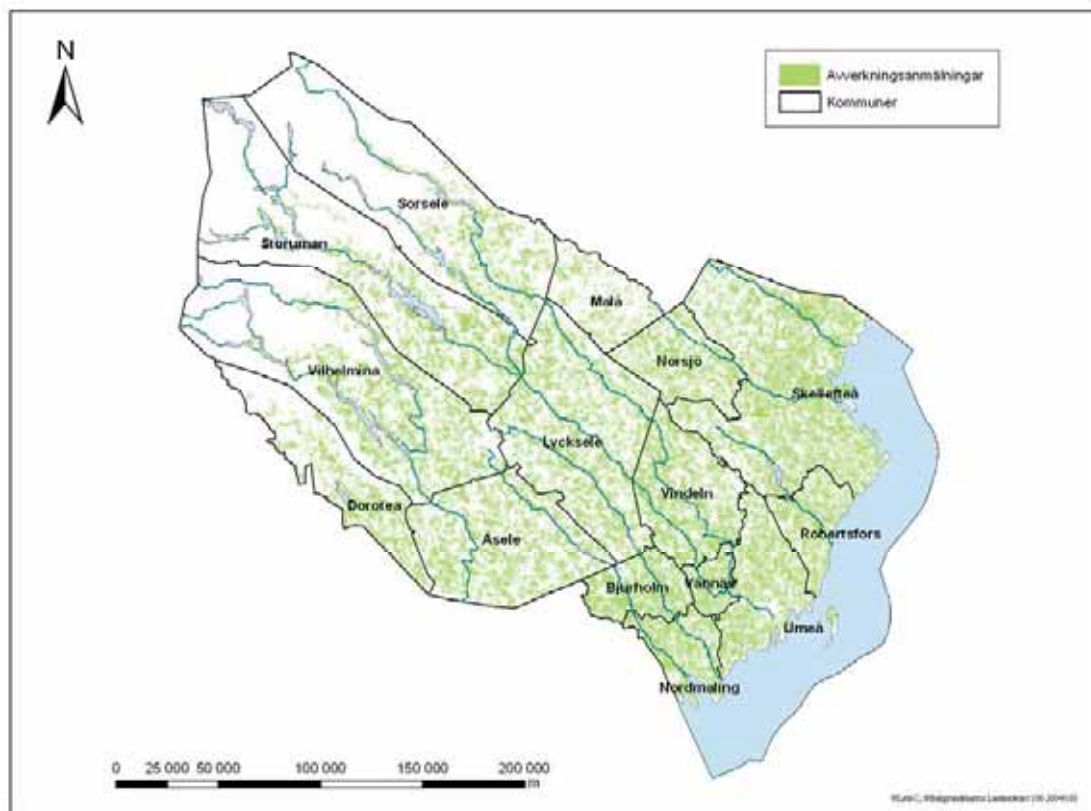 N
Avverkningsanmälningar
Kommuner
Sorsele
Storuman
Malå
Norsjö
Skellefteå
Vilhelmina
Lycksele
Vindeln
Dorotea
Åsele
Robertsfors
Bjurholm
Vännäs
Umeå
Nordmaling
0 25 000 50 000 100 000 150 000 200 000
m